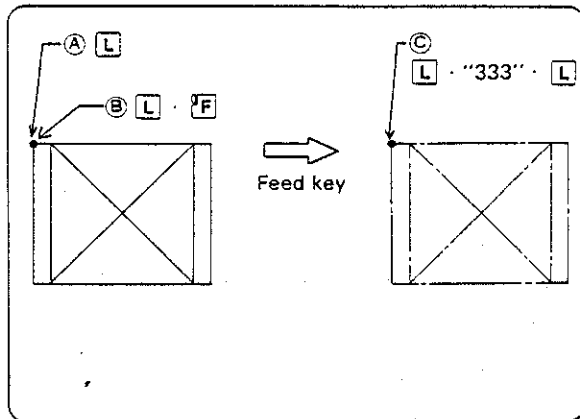 Ⓐ L
Ⓑ L · F
Feed key
Ⓒ
L · "333" · L